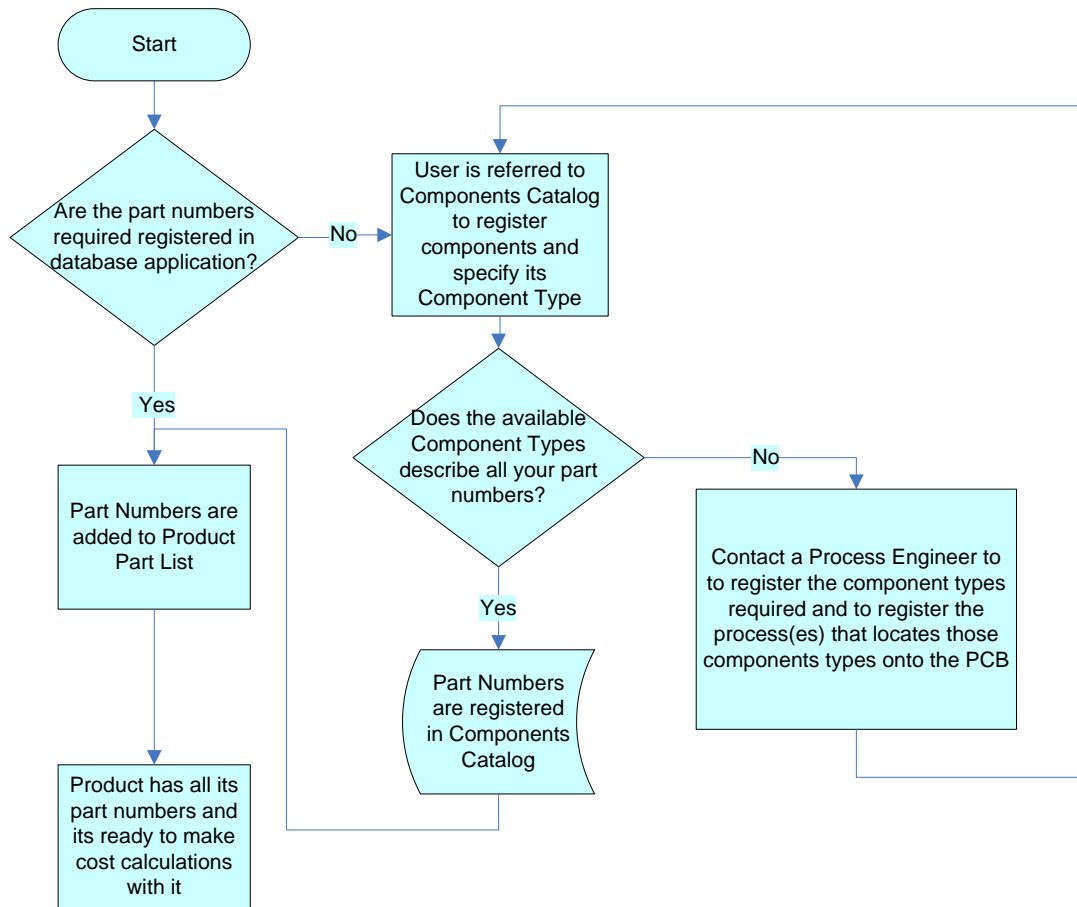 Start
Are the part numbers
required registered in
database application?
No
User is referred to
Components Catalog
to register
components and
specify its
Component Type
Yes
Does the available
Component Types
describe all your part
numbers?
No
Part Numbers are
added to Product
Part List
Contact a Process Engineer to
to register the component types
required and to register the
process(es) that locates those
components types onto the PCB
Yes
Part Numbers
are registered
in Components
Catalog
Product has all its
part numbers and
its ready to make
cost calculations
with it